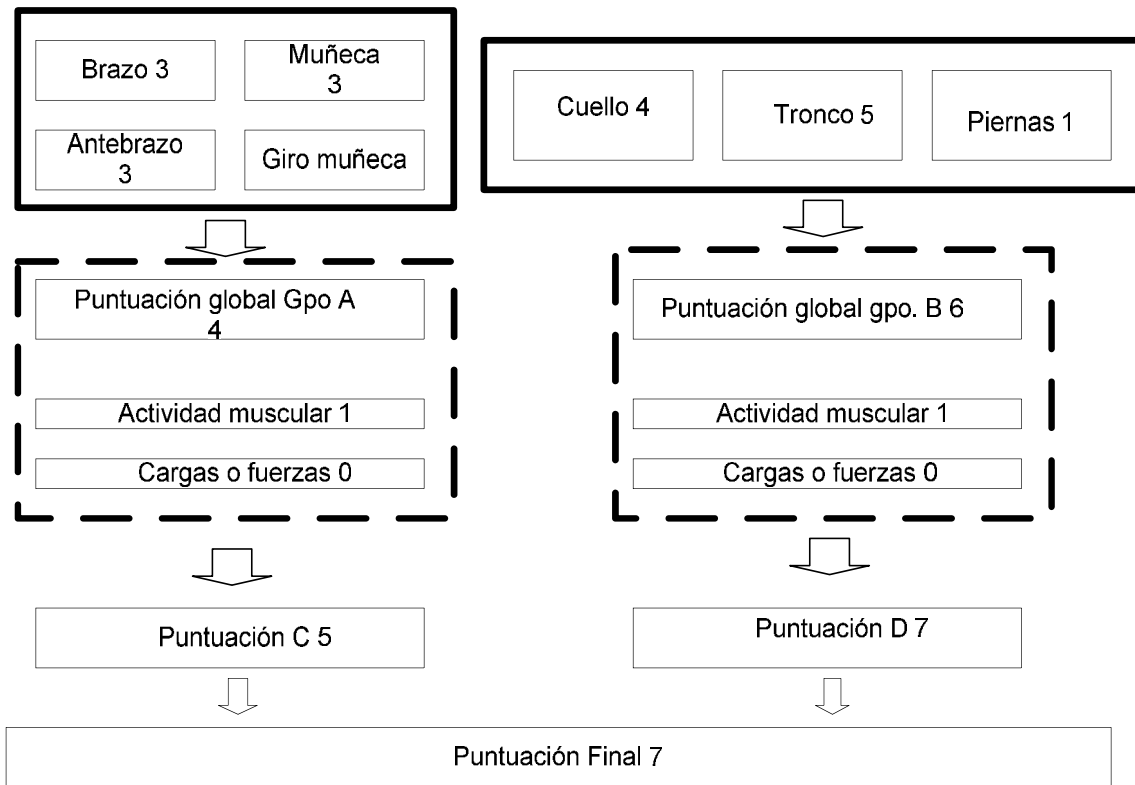 Brazo 3
Muñeca
3
Antebrazo
3
Giro muñeca
Cuello 4
Tronco 5
Piernas 1
Puntuación global Gpo A
4
Actividad muscular 1
Cargas o fuerzas 0
Puntuación global gpo. B 6
Actividad muscular 1
Cargas o fuerzas 0
Puntuación C 5
Puntuación D 7
Puntuación Final 7